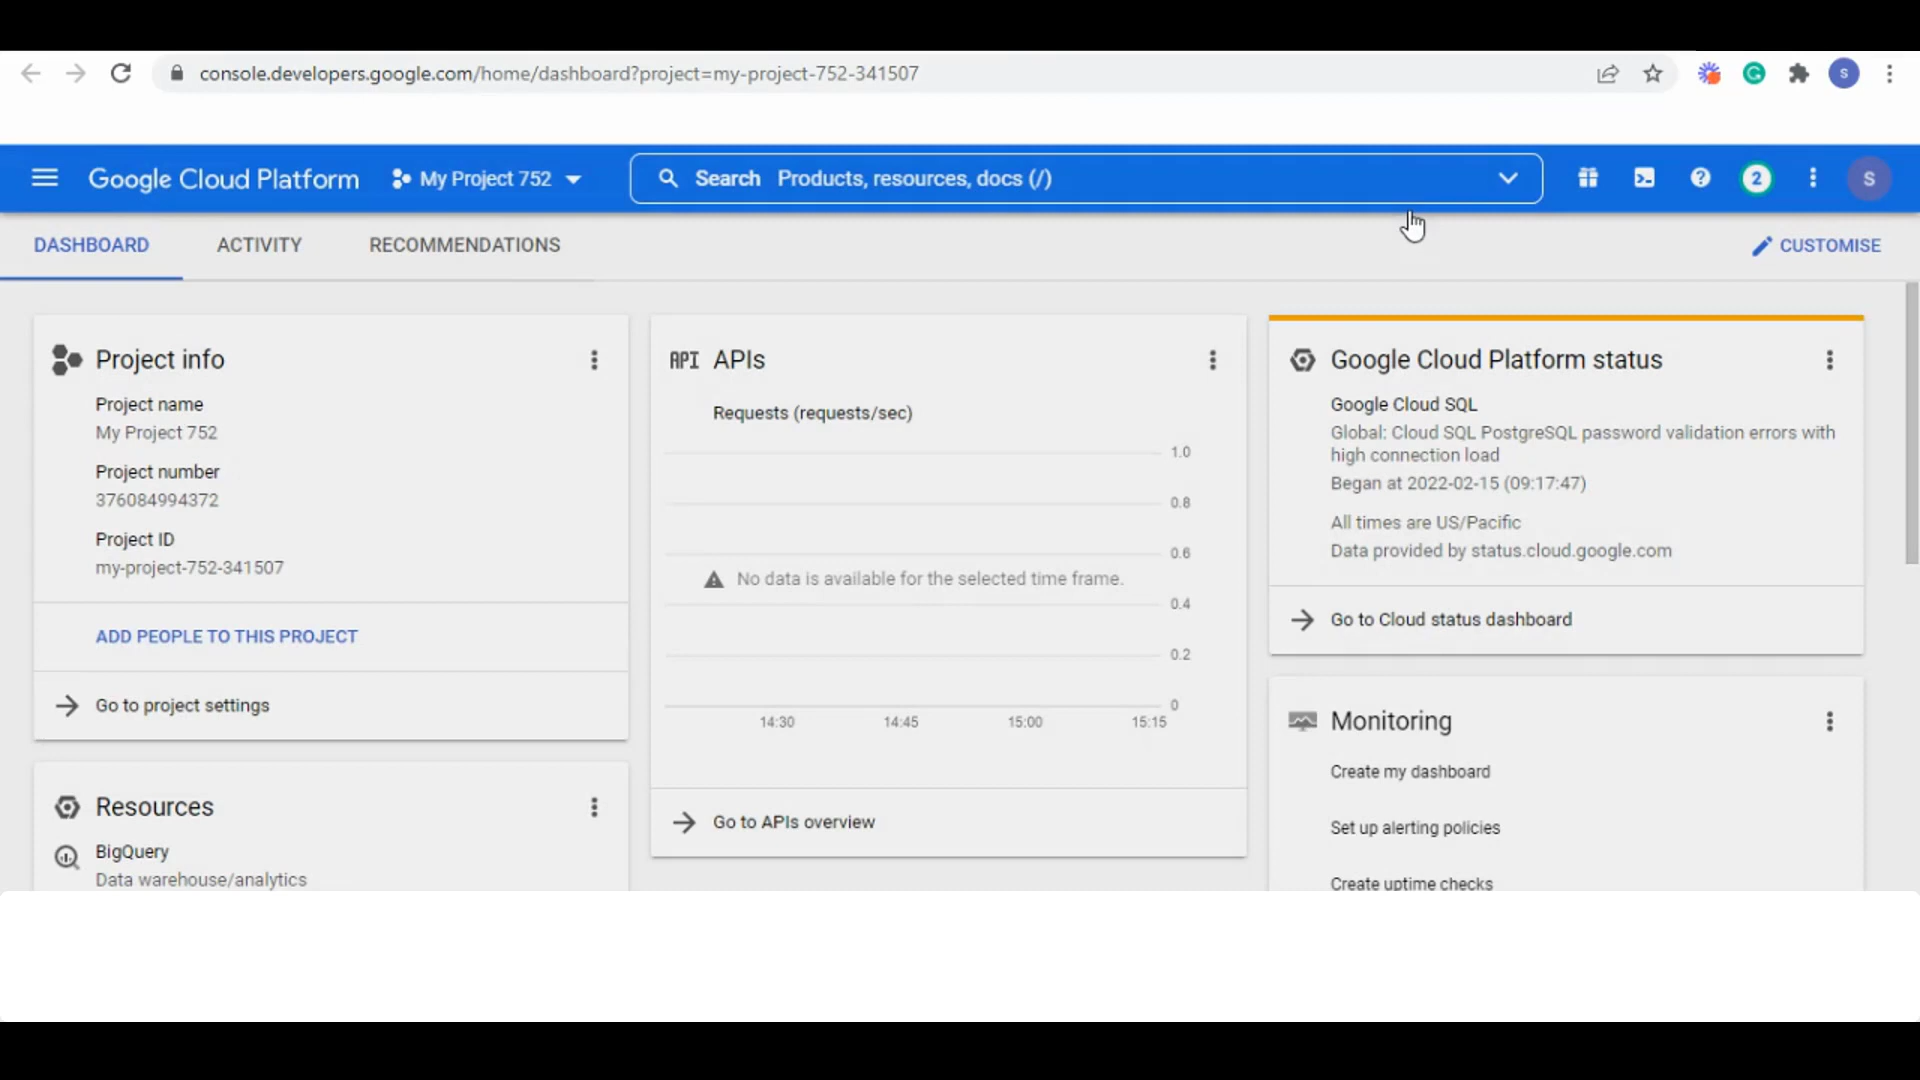 console.developers.google.com/home/dashboard?project=my-project-752-341507
S
Google Cloud Platform
My Project 752
Search Products, resources, docs (/)
2
S
DASHBOARD
ACTIVITY
RECOMMENDATIONS
CUSTOMISE
Project info
Project name
My Project 752
Project number
376084994372
Project ID
my-project-752-341507
ADD PEOPLE TO THIS PROJECT
Go to project settings
Resources
BigQuery
Data warehouse/analytics
API APIs
Requests (requests/sec)
1.0
0.8
0.6
No data is available for the selected time frame.
0.4
0.2
0
14:30 14:45 15:00 15:15
Go to APIs overview
Google Cloud Platform status
Google Cloud SQL
Global: Cloud SQL PostgreSQL password validation errors with
high connection load
Began at 2022-02-15 (09:17:47)
All times are US/Pacific
Data provided by status.cloud.google.com
Go to Cloud status dashboard
Monitoring
Create my dashboard
Set up alerting policies
Create uptime checks